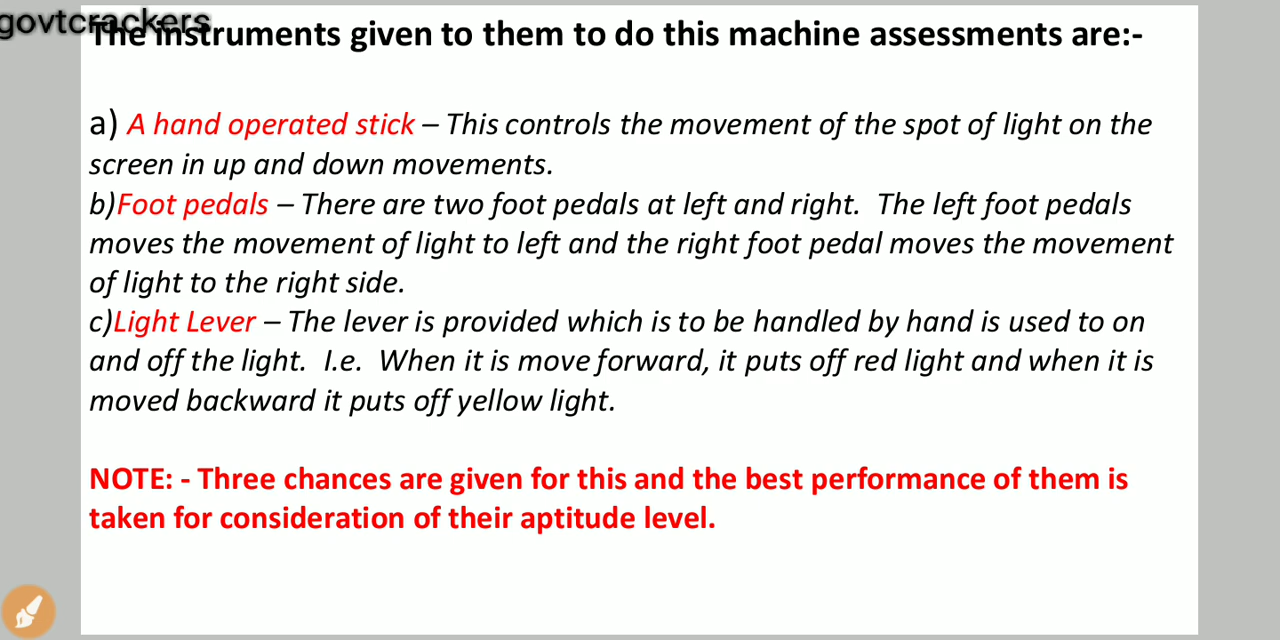 govtcrackers
The instruments given to them to do this machine assessments are:-
a) A hand operated stick – This controls the movement of the spot of light on the
screen in up and down movements.
b)Foot pedals – There are two foot pedals at left and right.  The left foot pedals
moves the movement of light to left and the right foot pedal moves the movement
of light to the right side.
c)Light Lever – The lever is provided which is to be handled by hand is used to on
and off the light.  I.e.  When it is move forward, it puts off red light and when it is
moved backward it puts off yellow light.
NOTE: - Three chances are given for this and the best performance of them is
taken for consideration of their aptitude level.